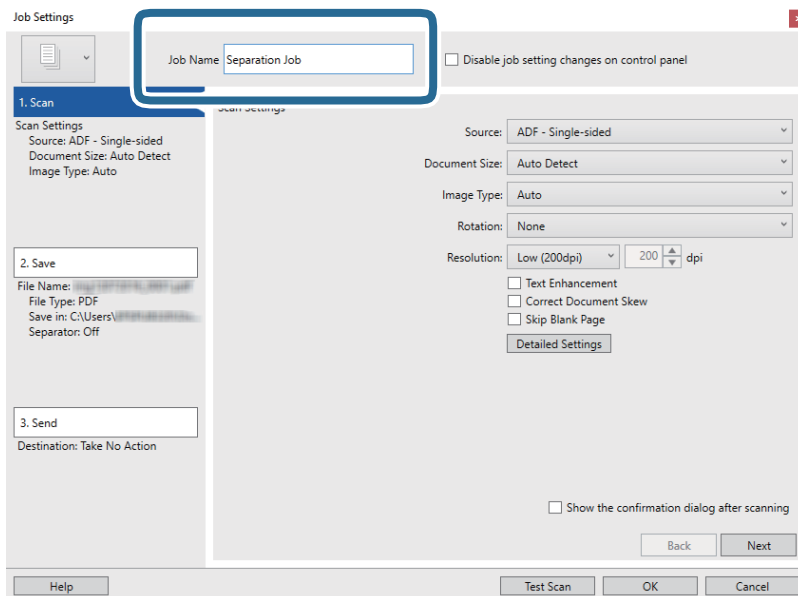 Job Settings
Job Name Separation Job
Disable job setting changes on control panel
1. Scan
Scan Settings
Source: ADF - Single-sided
Document Size: Auto Detect
Image Type: Auto
2. Save
File Name:
File Type: PDF
Save in: C:\Users\
Separator: Off
3. Send
Destination: Take No Action
Scan Settings
Source: ADF - Single-sided
Document Size: Auto Detect
Image Type: Auto
Rotation: None
Resolution: Low (200dpi) 200 dpi
Text Enhancement
Correct Document Skew
Skip Blank Page
Detailed Settings
Show the confirmation dialog after scanning
Back Next
Help Test Scan OK Cancel